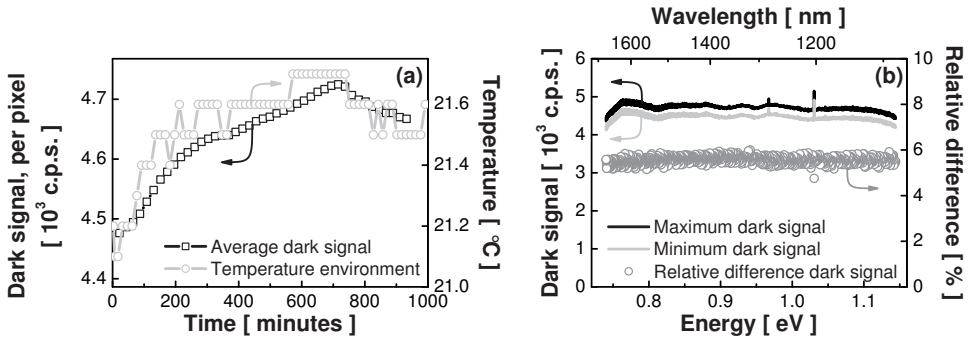 (a)
Dark signal, per pixel
[ 10³ c.p.s. ]
4.7
4.6
4.5
4.4
21.6
21.4
21.2
21.0
Temperature [ °C ]
Average dark signal
Temperature environment
0 200 400 600 800 1000
Time [ minutes ]
Wavelength [ nm ]
1600 1400 1200
(b)
Dark signal [ 10³ c.p.s. ]
6
5
4
3
2
1
0
10
8
6
4
2
0
Relative difference [ % ]
Maximum dark signal
Minimum dark signal
Relative difference dark signal
0.8 0.9 1.0 1.1
Energy [ eV ]